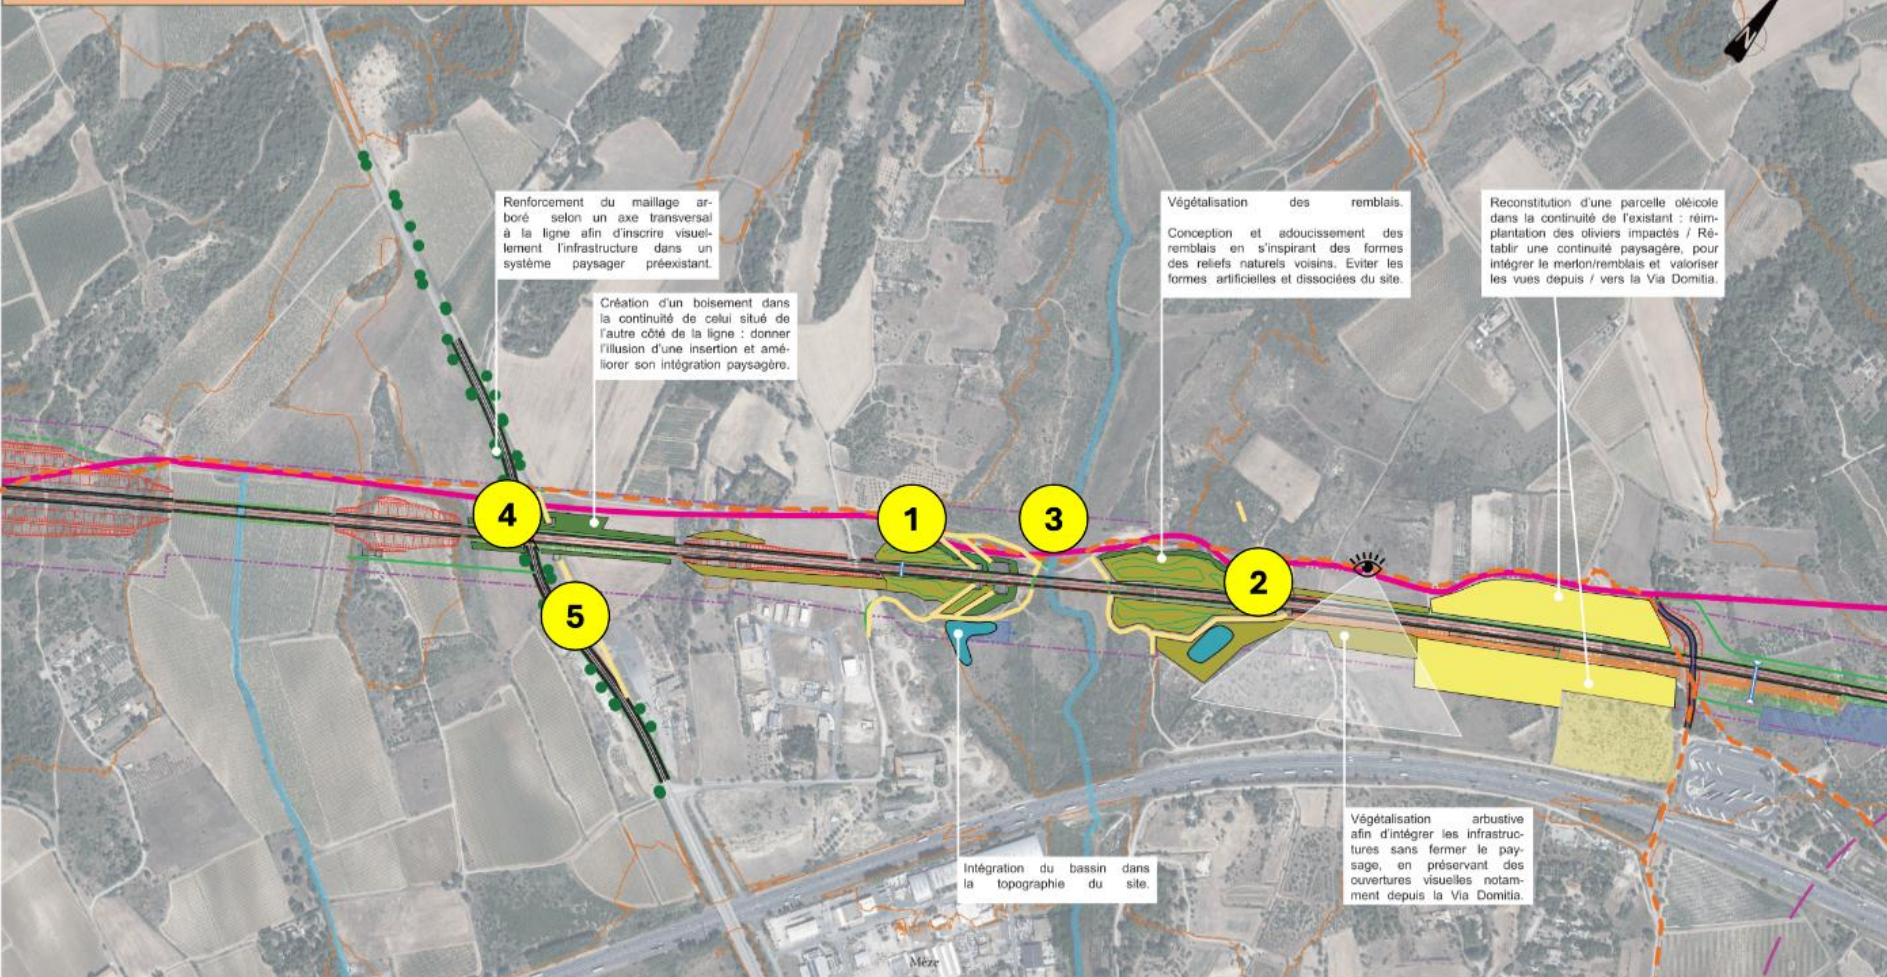 N
Renforcement du maillage ar-
boré selon un axe transversal
à la ligne afin d'inscrire visuel-
lement l'infrastructure dans un
système paysager préexistant.
Création d'un boisement dans
la continuité de celui situé de
l'autre côté de la ligne : donner
l'illusion d'une insertion et amé-
liorer son intégration paysagère.
Végétalisation des remblais.
Conception et adoucissement des
remblais en s'inspirant des formes
des reliefs naturels voisins. Eviter les
formes artificielles et dissociées du site.
Reconstitution d'une parcelle oléicole
dans la continuité de l'existant : réim-
plantation des oliviers impactés / Ré-
tablir une continuité paysagère, pour
intégrer le merlon/remblais et valoriser
les vues depuis / vers la Via Domitia.
4
1
3
2
5
Intégration du bassin dans
la topographie du site.
Végétalisation arbustive
afin d'intégrer les infrastruc-
tures sans fermer le pay-
sage, en préservant des
ouvertures visuelles notam-
ment depuis la Via Domitia.
Mèze